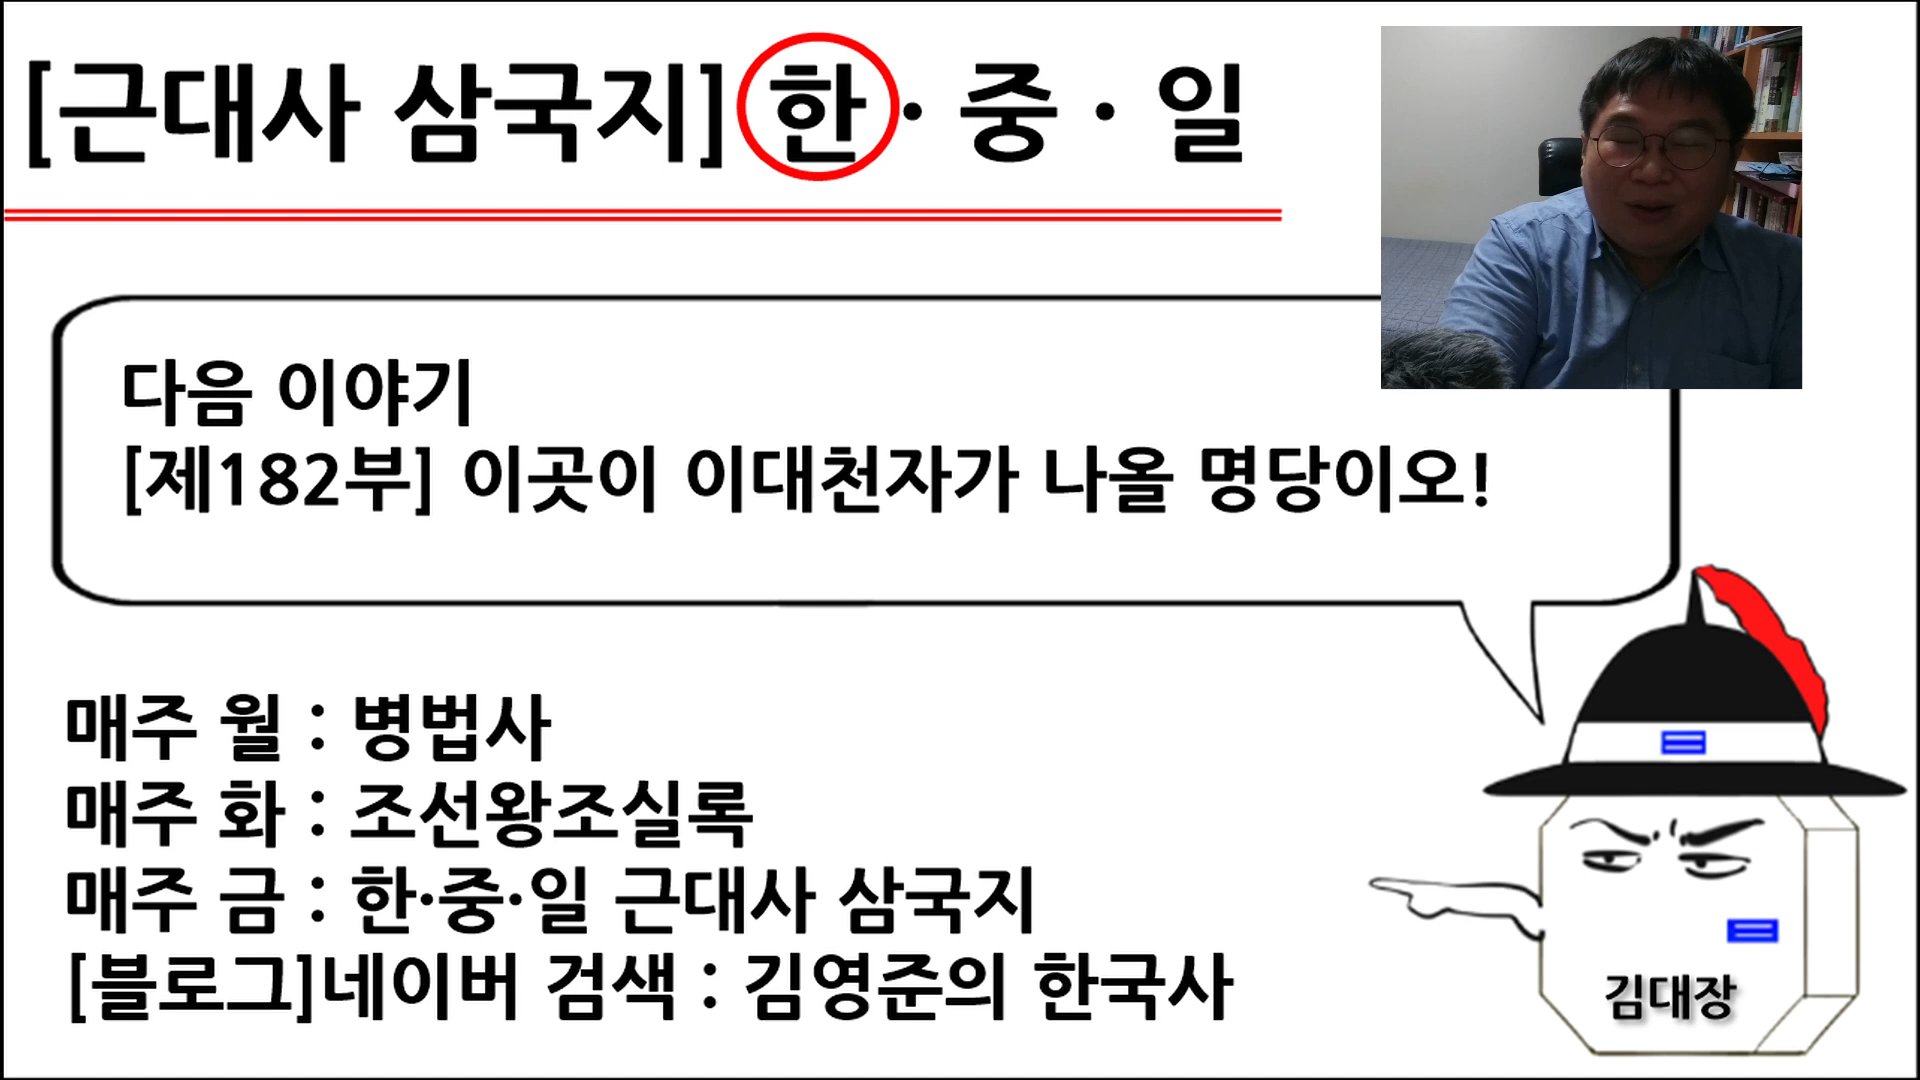 [근대사 삼국지] 한 · 중 · 일
다음 이야기
[제182부] 이곳이 이대천자가 나올 명당이오!
매주 월 : 병법사
매주 화 : 조선왕조실록
매주 금 : 한·중·일 근대사 삼국지
[블로그]네이버 검색 : 김영준의 한국사
김대장